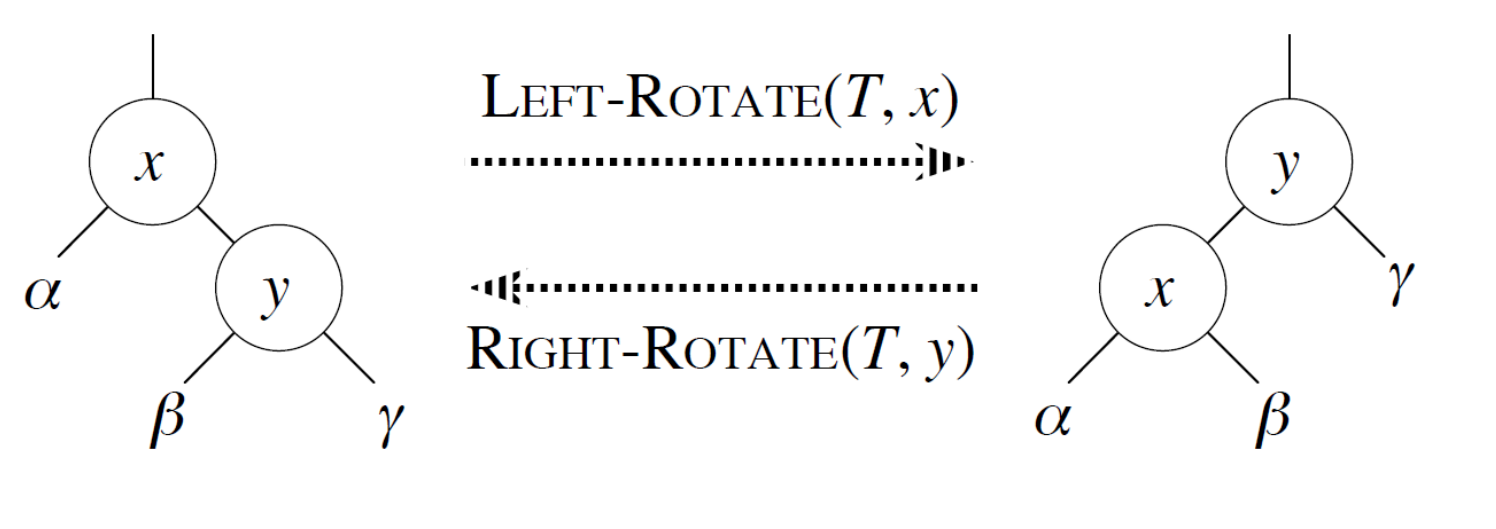 LEFT-ROTATE(T, x)
x
y
α
β
γ
RIGHT-ROTATE(T, y)
y
x
γ
α
β